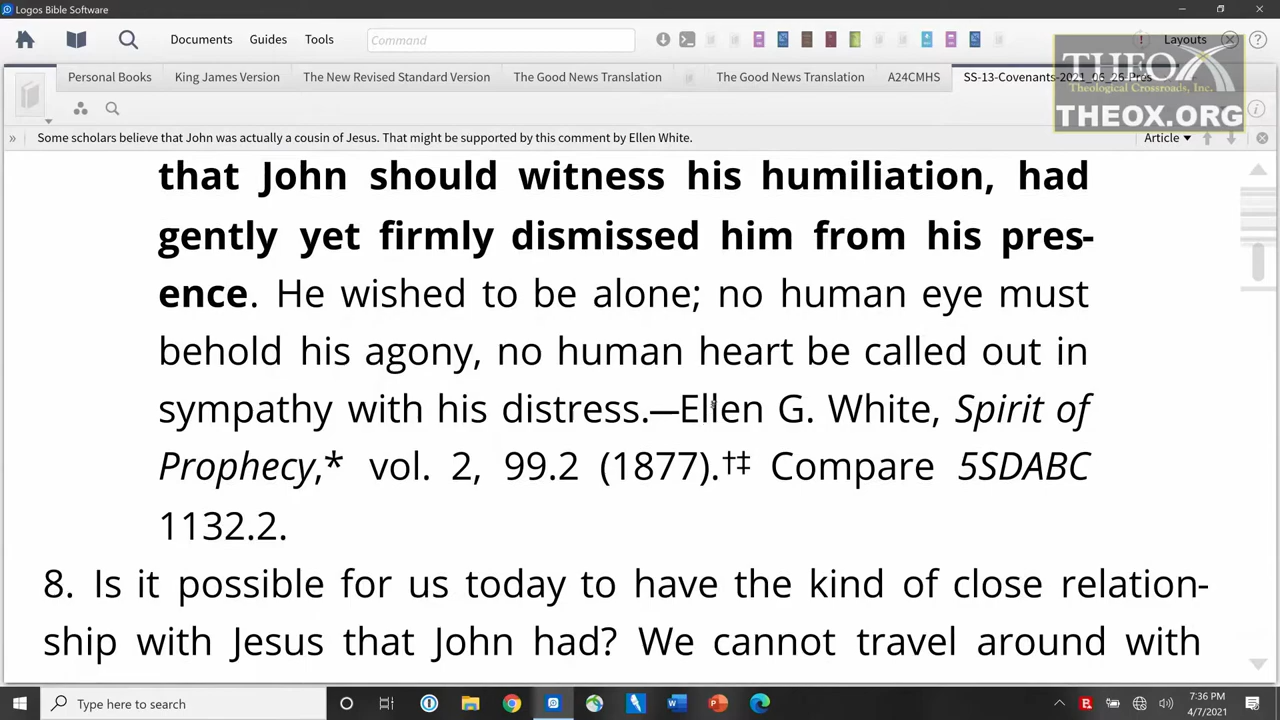 Logos Bible Software
Documents Guides Tools Command Layouts
Personal Books King James Version The New Revised Standard Version The Good News Translation The Good News Translation A24CMHS SS-13-Covenants-2021_06_26.Pres
THEOX
Theological Crossroads, Inc.
THEOX.ORG
» Some scholars believe that John was actually a cousin of Jesus. That might be supported by this comment by Ellen White. Article
that John should witness his humiliation, had
gently yet firmly dismissed him from his pres-
ence. He wished to be alone; no human eye must
behold his agony, no human heart be called out in
sympathy with his distress.—Ellen G. White, Spirit of
Prophecy,* vol. 2, 99.2 (1877).†‡ Compare 5SDABC
1132.2.
8. Is it possible for us today to have the kind of close relation-
ship with Jesus that John had? We cannot travel around with
Type here to search
7:36 PM
4/7/2021